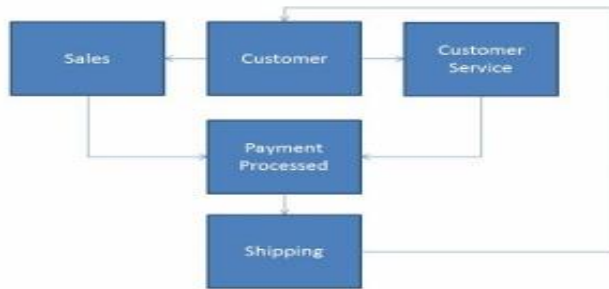 Sales
Customer
Customer
Service
Payment
Processed
Shipping